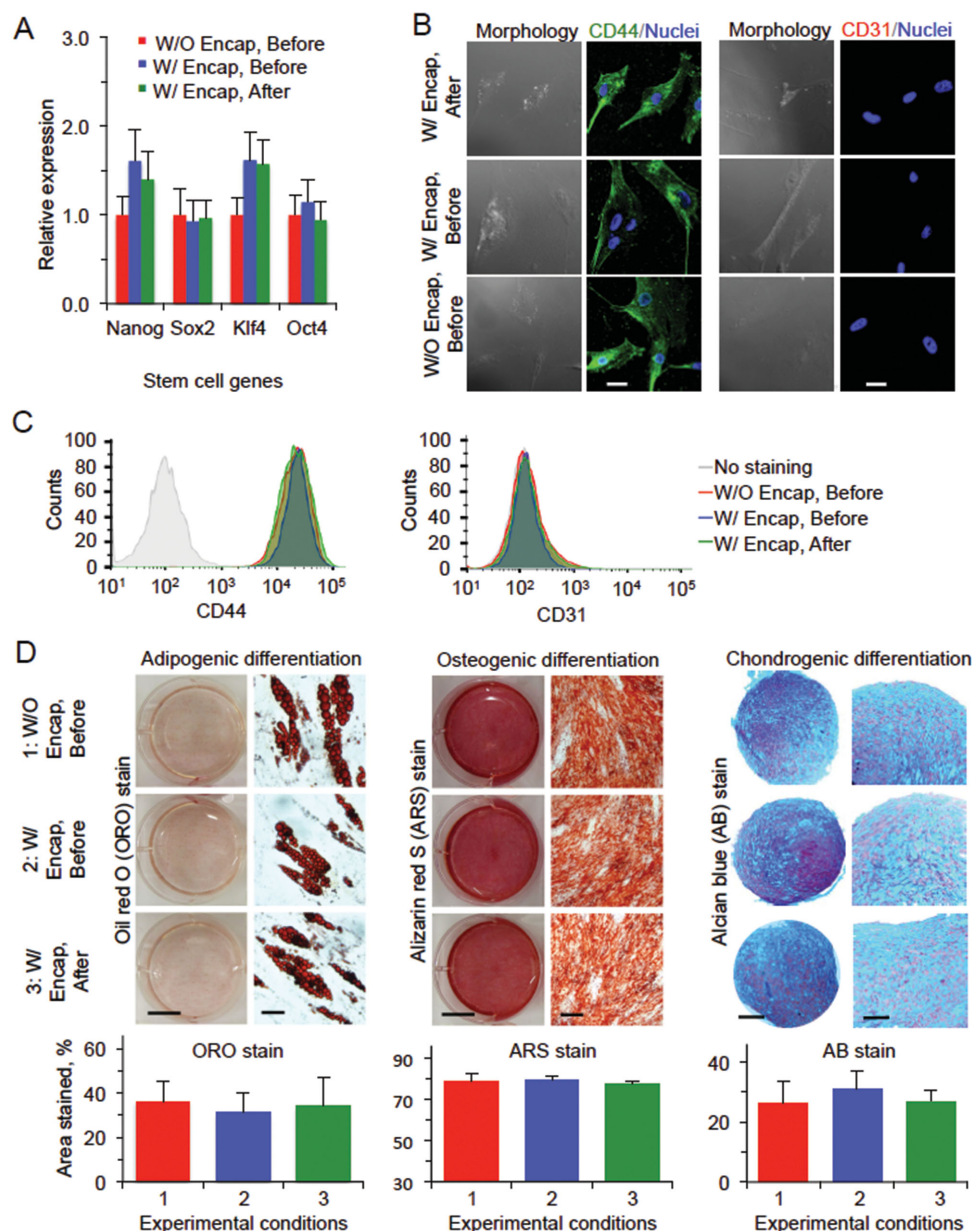 A
3.0
2.0
1.0
0.0
Relative expression
W/O Encap, Before
W/ Encap, Before
W/ Encap, After
Nanog Sox2 Klf4 Oct4
Stem cell genes
B
Morphology CD44/Nuclei Morphology CD31/Nuclei
W/ Encap,
After
W/ Encap,
Before
W/O Encap,
Before
C
100
80
60
40
20
0
Counts
10¹ 10² 10³ 10⁴ 10⁵
CD44
100
80
60
40
20
0
Counts
10¹ 10² 10³ 10⁴ 10⁵
CD31
No staining
W/O Encap, Before
W/ Encap, Before
W/ Encap, After
D
Adipogenic differentiation Osteogenic differentiation Chondrogenic differentiation
1: W/O
Encap,
Before
2: W/
Encap,
Before
3: W/
Encap,
After
Oil red O (ORO) stain
Alizarin red S (ARS) stain
Alcian blue (AB) stain
ORO stain
Area stained, %
60
40
20
0
1 2 3
Experimental conditions
ARS stain
90
70
50
30
1 2 3
Experimental conditions
AB stain
40
20
0
1 2 3
Experimental conditions